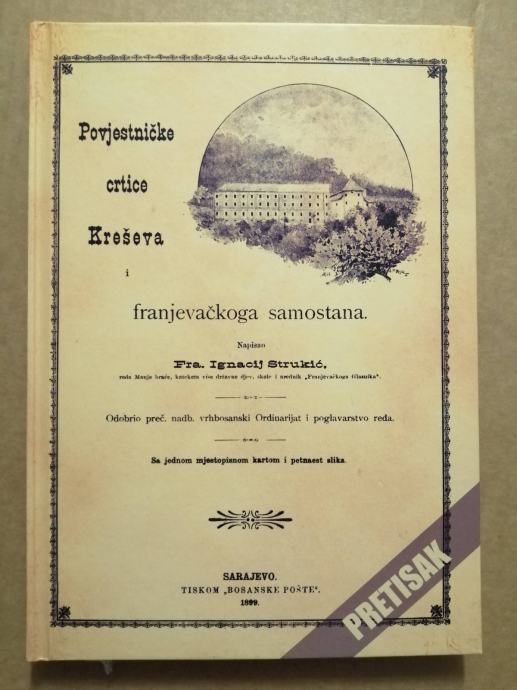 Povjestničke
crtice
Kreševa
i
franjevačkoga samostana.
Napisao
Fra. Ignacij Strukić,
reda Manje braće, kateketa više državne djev. škole i urednik „Franjevačkoga Glasnika“.
Odobrio preč. nadb. vrhbosanski Ordinarijat i poglavarstvo reda.
Sa jednom mjestopisnom kartom i petnaest slika.
SARAJEVO.
TISKOM „BOSANSKE POŠTE“.
1899.
PRETISAK